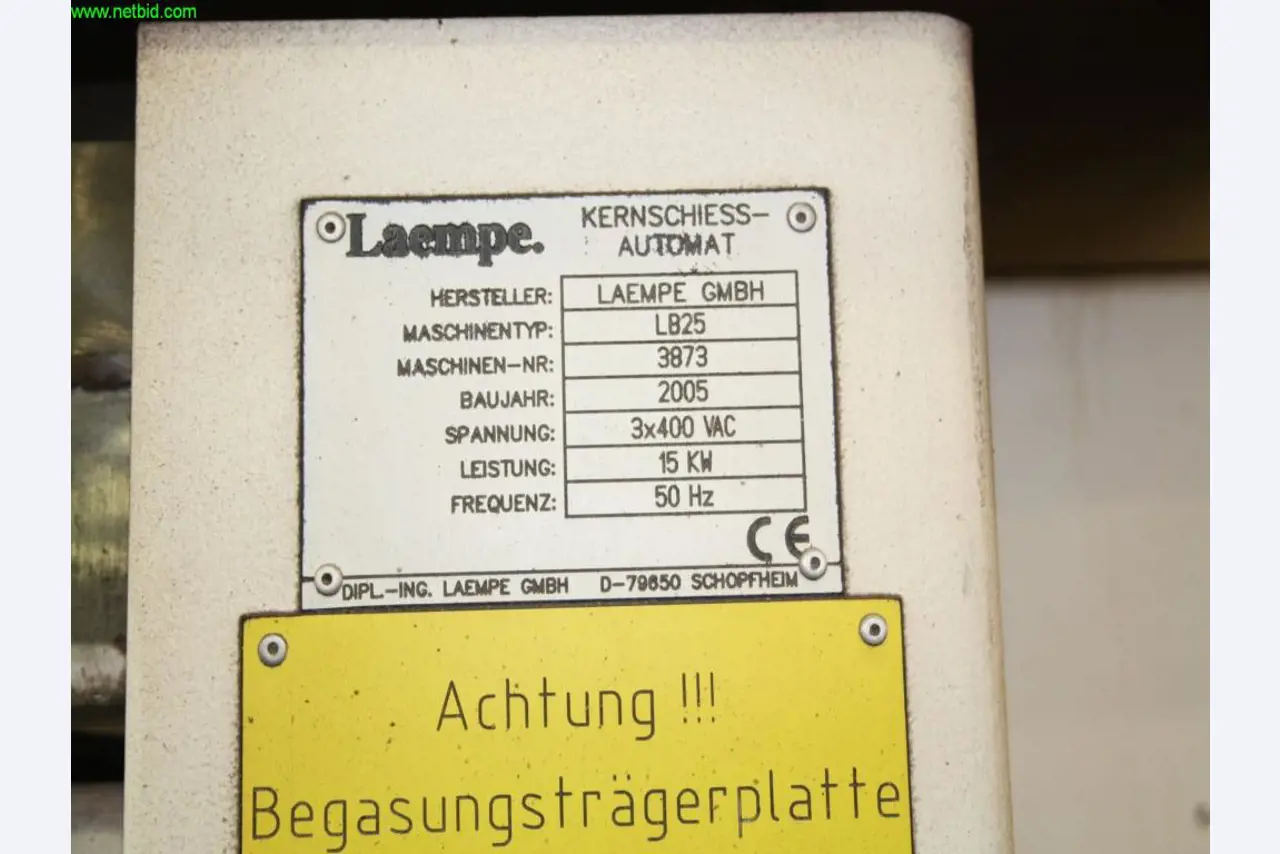 www.netbid.com
Laempe.
KERNSCHIESS-
AUTOMAT
HERSTELLER: LAEMPE GMBH
MASCHINENTYP: LB25
MASCHINEN-NR: 3873
BAUJAHR: 2005
SPANNUNG: 3x400 VAC
LEISTUNG: 15 KW
FREQUENZ: 50 Hz
CE
DIPL.-ING. LAEMPE GMBH D-79650 SCHOPFHEIM
Achtung !!!
Begasungsträgerplatte